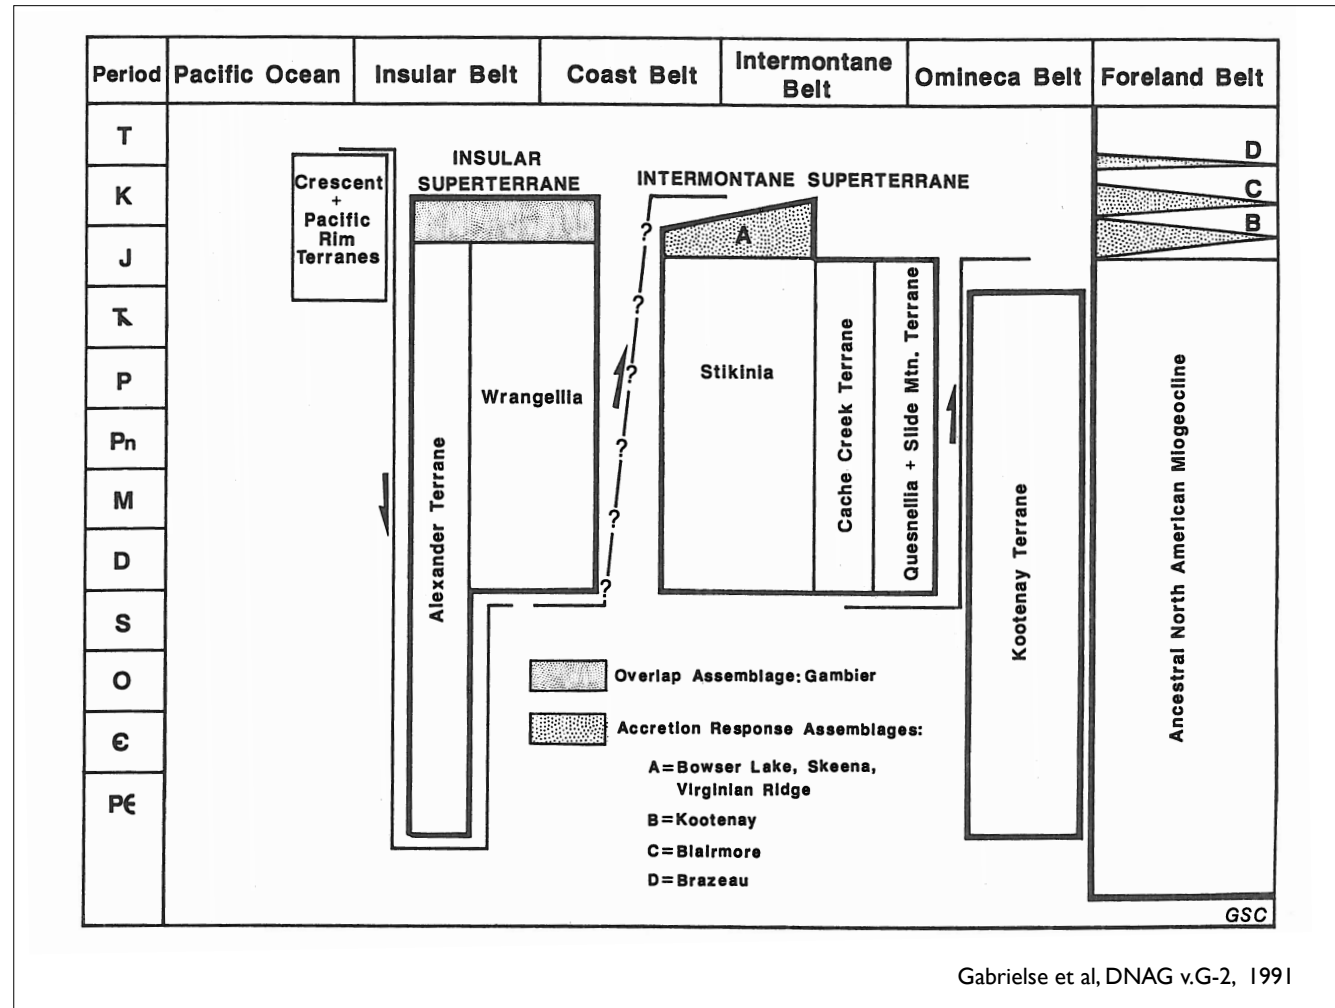 Period Pacific Ocean Insular Belt Coast Belt Intermontane Belt Omineca Belt Foreland Belt
T
K
J
Ŧ
P
Pn
M
D
S
O
Є
PЄ
Crescent
+
Pacific
Rim
Terranes
INSULAR
SUPERTERRANE
Alexander Terrane
Wrangellia
?
?
?
?
?
?
INTERMONTANE SUPERTERRANE
A
Stikinia
Cache Creek Terrane
Quesnellia + Slide Mtn. Terrane
Kootenay Terrane
D
C
B
Ancestral North American Miogeocline
Overlap Assemblage: Gambier
Accretion Response Assemblages:
A=Bowser Lake, Skeena,
Virginian Ridge
B=Kootenay
C=Blairmore
D=Brazeau
GSC
Gabrielse et al, DNAG v.G-2, 1991